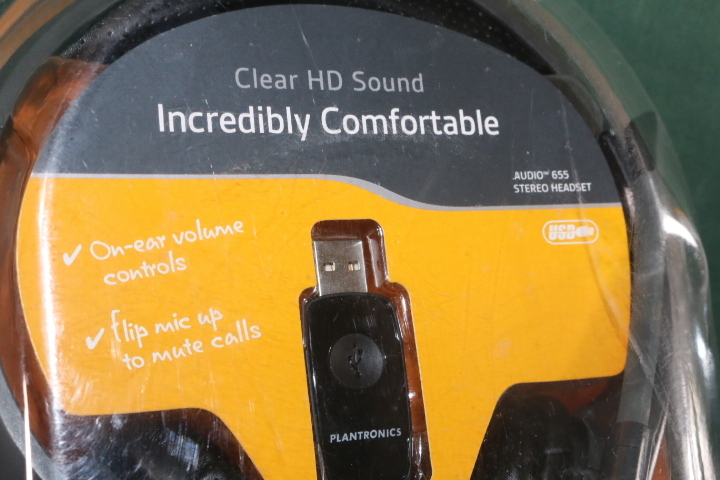 Clear HD Sound
Incredibly Comfortable
.AUDIO™ 655
STEREO HEADSET
USB
✓ On-ear volume
controls
✓ flip mic up
to mute calls
PLANTRONICS